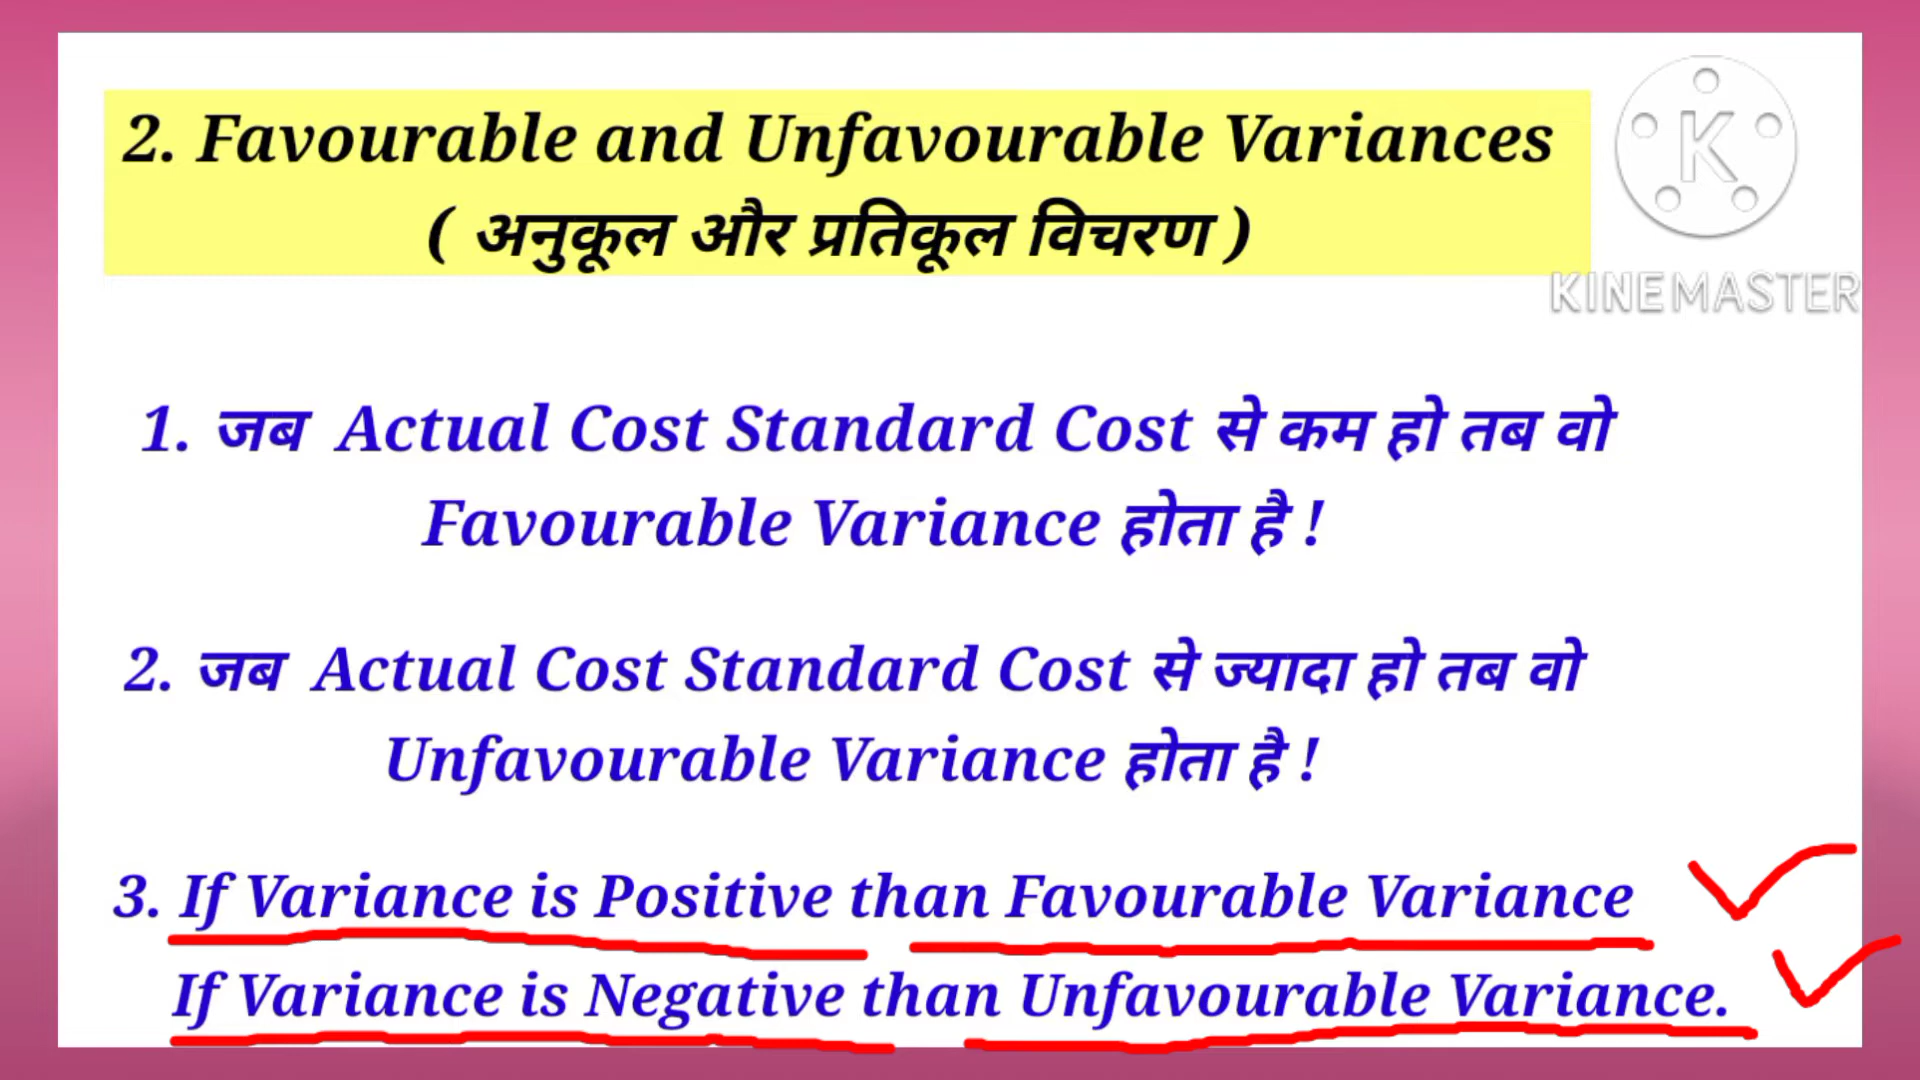 2. Favourable and Unfavourable Variances
( अनुकूल और प्रतिकूल विचरण )
K
KINEMASTER
1. जब Actual Cost Standard Cost से कम हो तब वो
Favourable Variance होता है !
2. जब Actual Cost Standard Cost से ज्यादा हो तब वो
Unfavourable Variance होता है !
3. If Variance is Positive than Favourable Variance
If Variance is Negative than Unfavourable Variance.